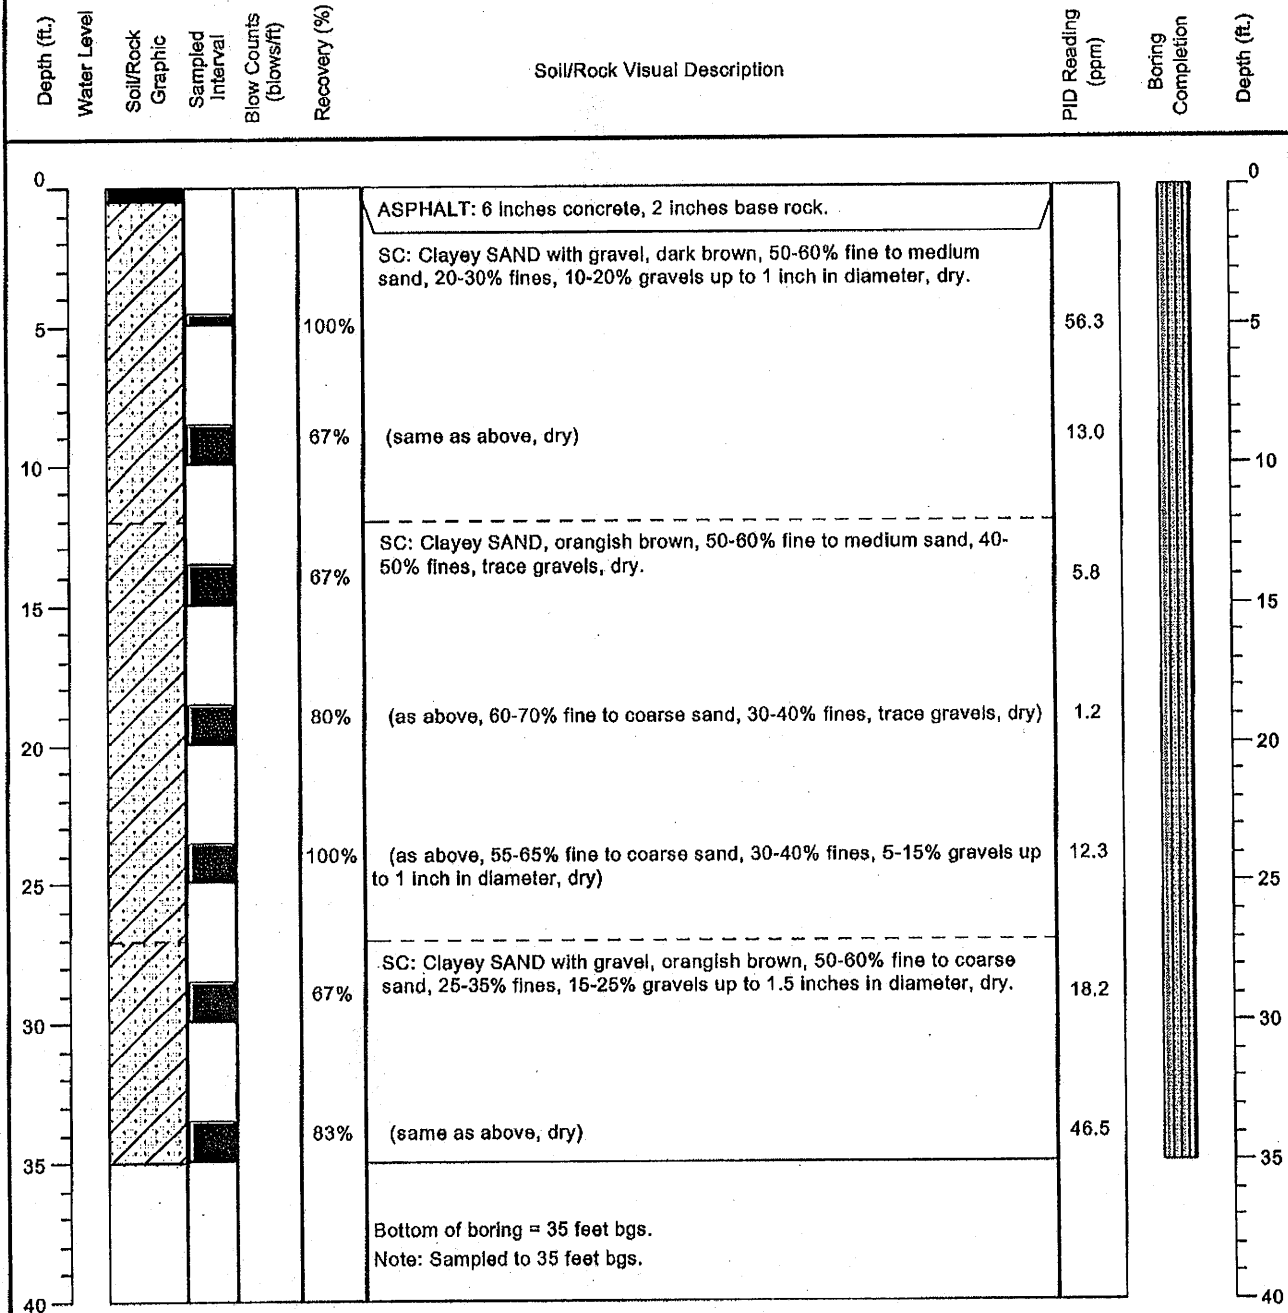 Depth (ft.)
Water Level
Soil/Rock
Graphic
Sampled
Interval
Blow Counts
(blows/ft)
Recovery (%)
Soil/Rock Visual Description
PID Reading
(ppm)
Boring
Completion
Depth (ft.)
0
0
ASPHALT: 6 inches concrete, 2 inches base rock.
SC: Clayey SAND with gravel, dark brown, 50-60% fine to medium
sand, 20-30% fines, 10-20% gravels up to 1 inch in diameter, dry.
5
100%
56.3
5
67%
(same as above, dry)
13.0
10
10
SC: Clayey SAND, orangish brown, 50-60% fine to medium sand, 40-
50% fines, trace gravels, dry.
67%
5.8
15
15
80%
(as above, 60-70% fine to coarse sand, 30-40% fines, trace gravels, dry)
1.2
20
20
100%
(as above, 55-65% fine to coarse sand, 30-40% fines, 5-15% gravels up
to 1 inch in diameter, dry)
12.3
25
25
SC: Clayey SAND with gravel, orangish brown, 50-60% fine to coarse
sand, 25-35% fines, 15-25% gravels up to 1.5 inches in diameter, dry.
67%
18.2
30
30
83%
(same as above, dry)
46.5
35
35
Bottom of boring = 35 feet bgs.
Note: Sampled to 35 feet bgs.
40
40